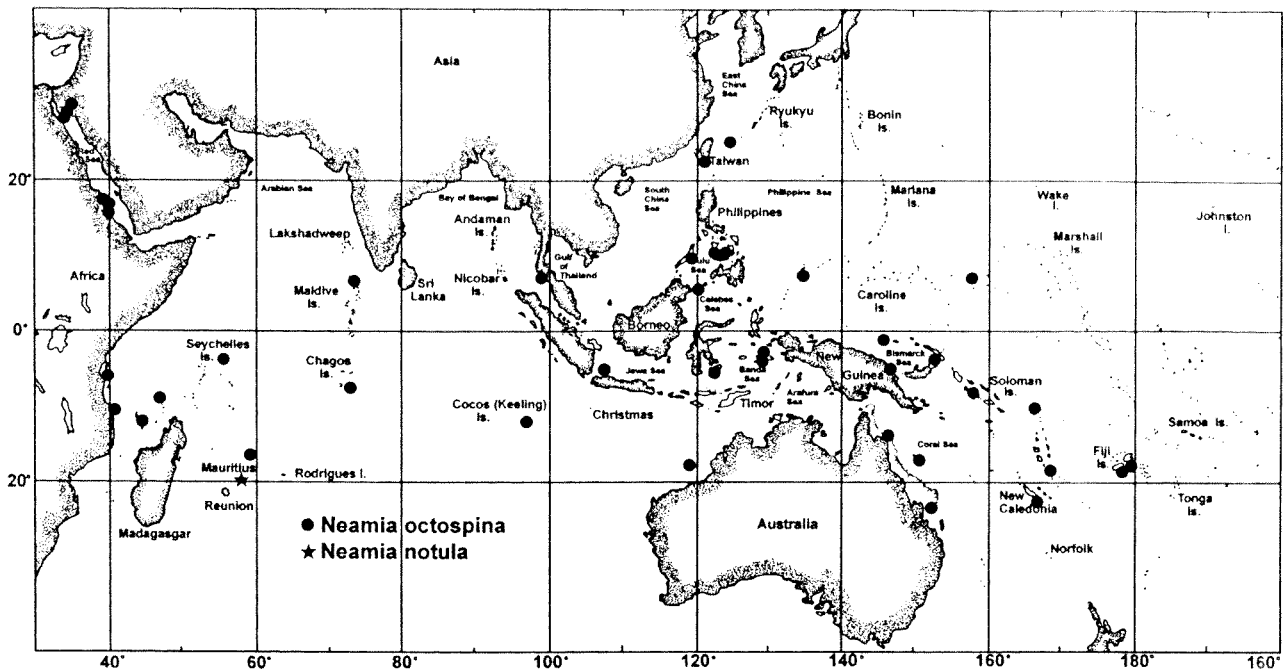 Asia
East
China
Sea
Ryukyu
Is.
Bonin
Is.
Taiwan
Red
Sea
20°
Arabian Sea
Bay of Bengal
South
China
Sea
Philippine Sea
Mariana
Is.
Wake
I.
Johnston
I.
Lakshadweep
Andaman
Is.
Philippines
Marshall
Is.
Africa
Maldive
Is.
Sri
Lanka
Nicobar
Is.
Gulf
of
Thailand
Sulu
Sea
Celebes
Sea
Caroline
Is.
0°
Borneo
Seychelles
Is.
Chagos
Is.
Jawa Sea
Banda
Sea
New
Guinea
Bismarck
Sea
Soloman
Is.
Cocos (Keeling)
Is.
Christmas
Timor
Arafura
Sea
Coral Sea
Samoa Is.
Fiji
Is.
Mauritius
Rodrigues I.
20°
Reunion
New
Caledonia
Tonga
Is.
Madagasgar
Neamia octospina
Neamia notula
Australia
Norfolk
40° 60° 80° 100° 120° 140° 160° 180° 160°